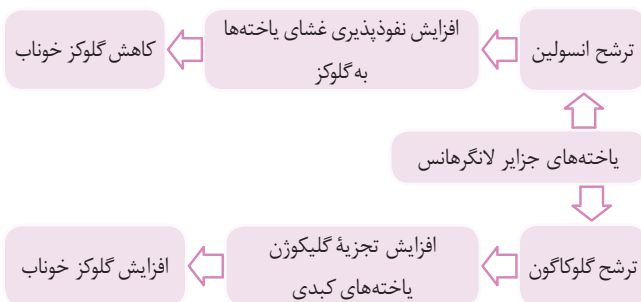 ترشح انسولین
افزایش نفوذپذیری غشای یاخته‌ها
به گلوکز
کاهش گلوکز خوناب
یاخته‌های جزایر لانگرهانس
ترشح گلوکاگون
افزایش تجزیۀ گلیکوژن
یاخته‌های کبدی
افزایش گلوکز خوناب